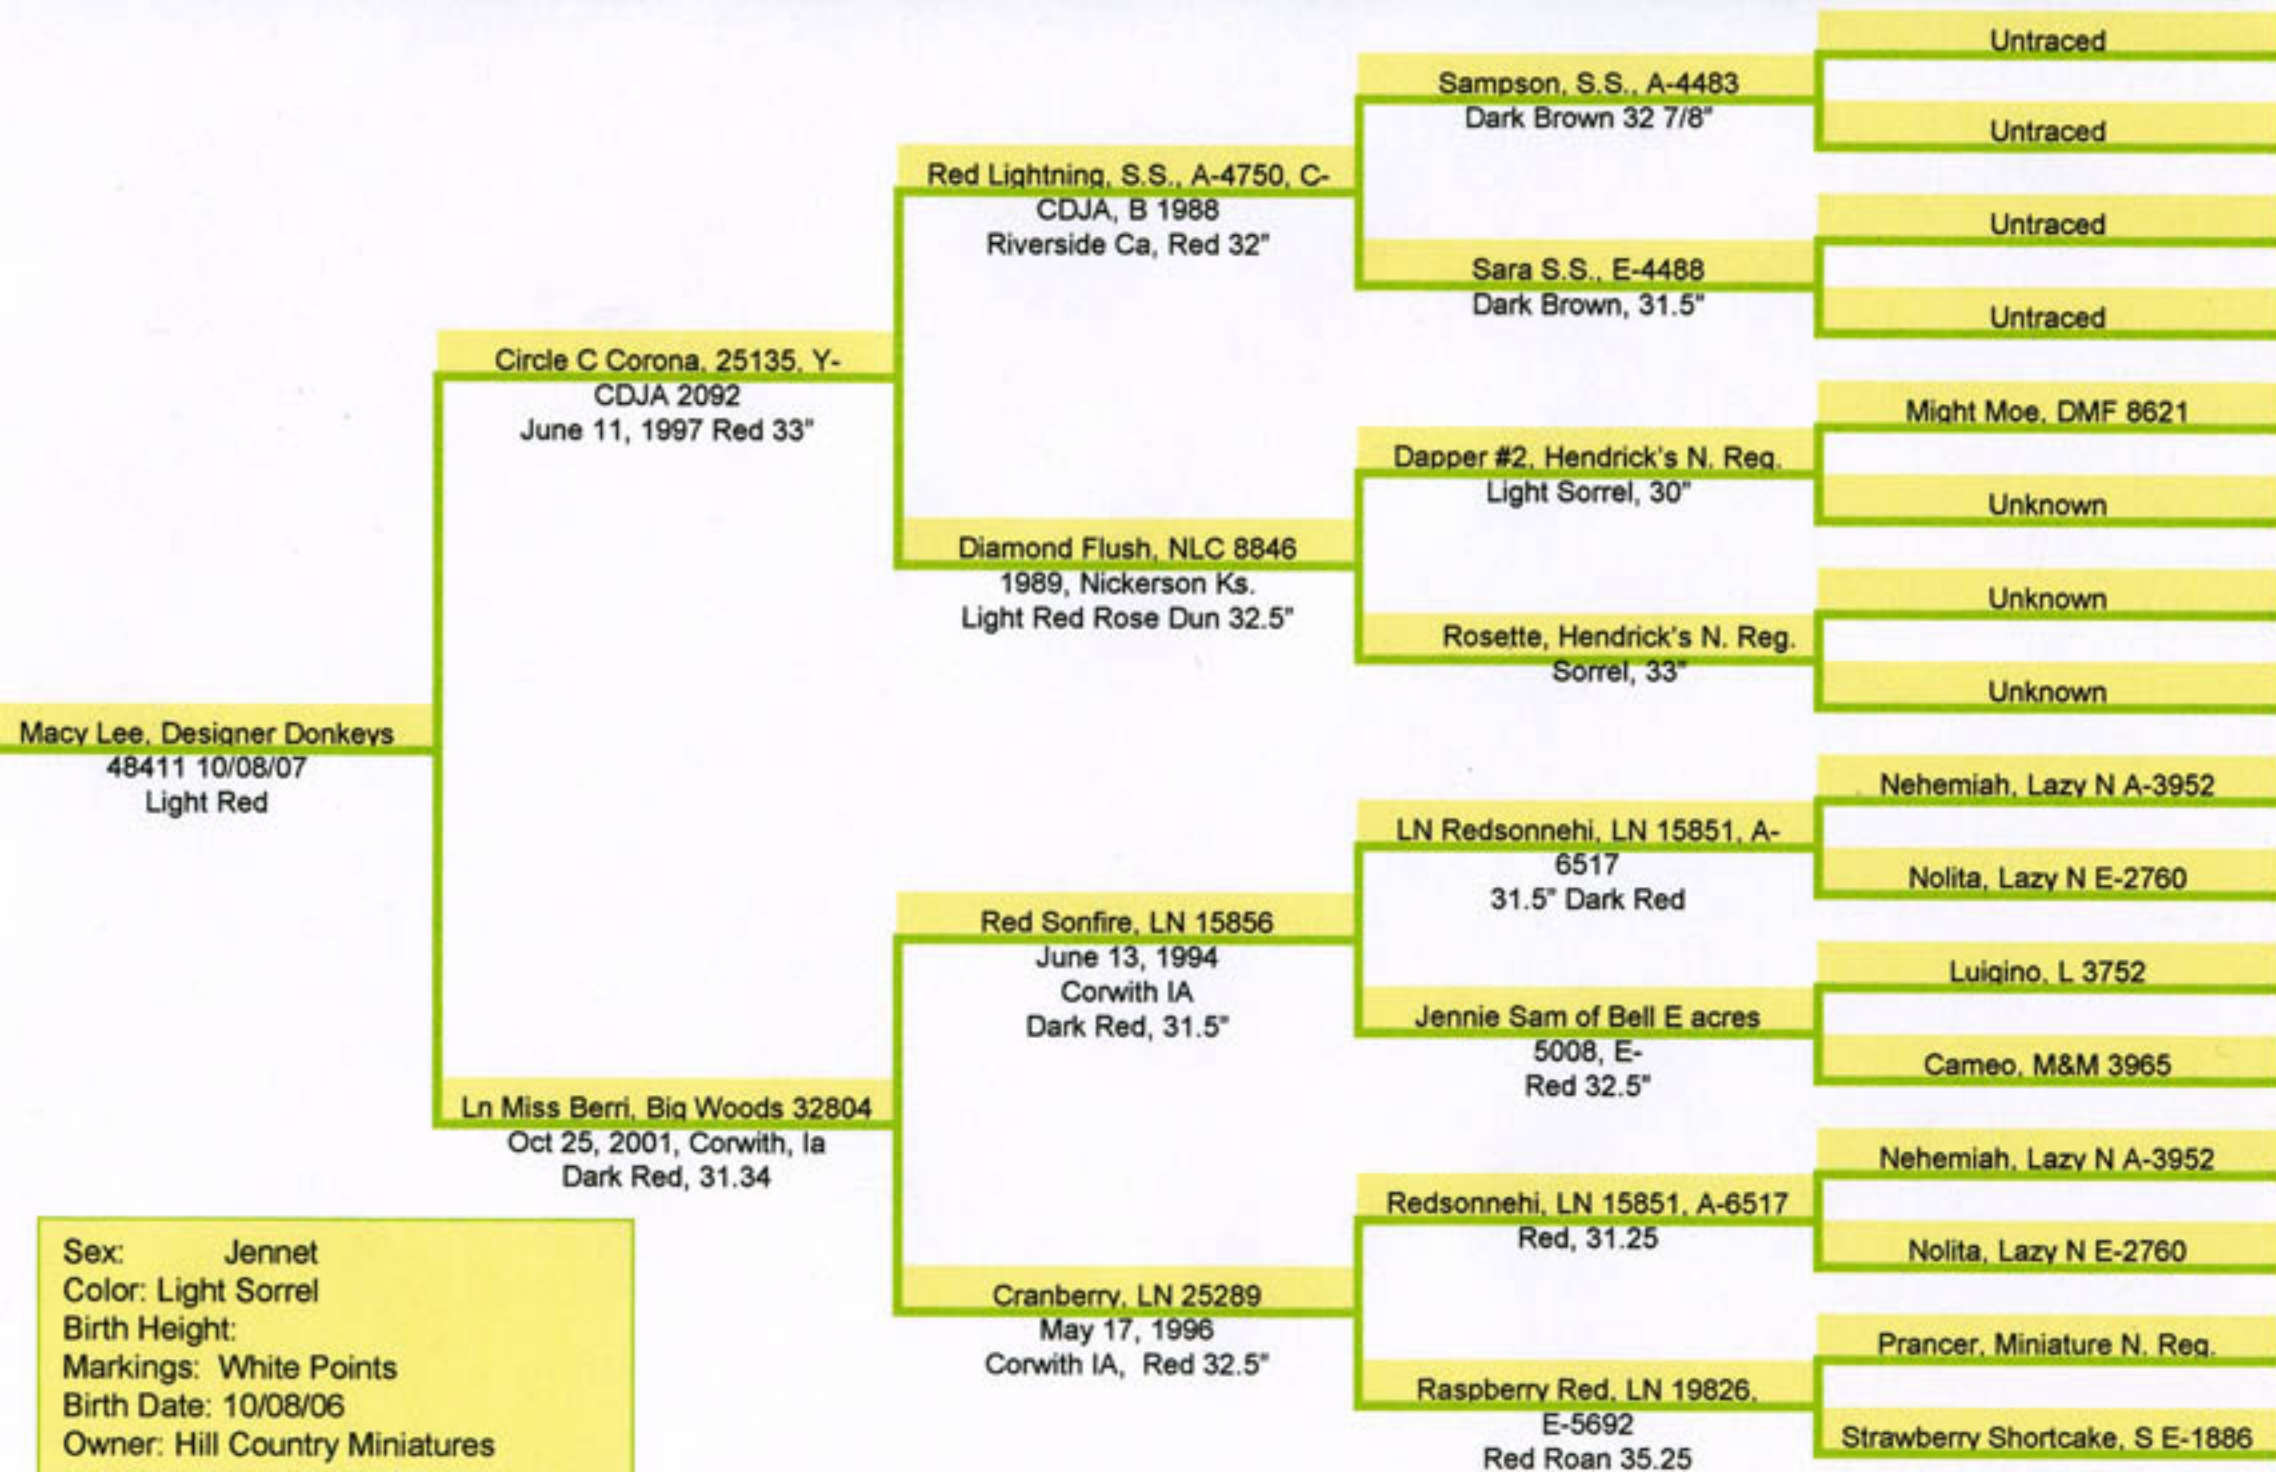 Macy Lee, Designer Donkeys
48411 10/08/07
Light Red
Circle C Corona, 25135, Y-
CDJA 2092
June 11, 1997 Red 33"
Ln Miss Berri, Big Woods 32804
Oct 25, 2001, Corwith, Ia
Dark Red, 31.34
Red Lightning, S.S., A-4750, C-
CDJA, B 1988
Riverside Ca, Red 32"
Diamond Flush, NLC 8846
1989, Nickerson Ks.
Light Red Rose Dun 32.5"
Red Sonfire, LN 15856
June 13, 1994
Corwith IA
Dark Red, 31.5"
Cranberry, LN 25289
May 17, 1996
Corwith IA, Red 32.5"
Sampson, S.S., A-4483
Dark Brown 32 7/8"
Sara S.S., E-4488
Dark Brown, 31.5"
Dapper #2, Hendrick's N. Reg.
Light Sorrel, 30"
Rosette, Hendrick's N. Reg.
Sorrel, 33"
LN Redsonnehi, LN 15851, A-
6517
31.5" Dark Red
Jennie Sam of Bell E acres
5008, E-
Red 32.5"
Redsonnehi, LN 15851, A-6517
Red, 31.25
Raspberry Red, LN 19826,
E-5692
Red Roan 35.25
Untraced
Untraced
Untraced
Untraced
Might Moe, DMF 8621
Unknown
Unknown
Unknown
Nehemiah, Lazy N A-3952
Nolita, Lazy N E-2760
Luigino, L 3752
Cameo, M&M 3965
Nehemiah, Lazy N A-3952
Nolita, Lazy N E-2760
Prancer, Miniature N. Reg.
Strawberry Shortcake, S E-1886
Sex: Jennet
Color: Light Sorrel
Birth Height:
Markings: White Points
Birth Date: 10/08/06
Owner: Hill Country Miniatures